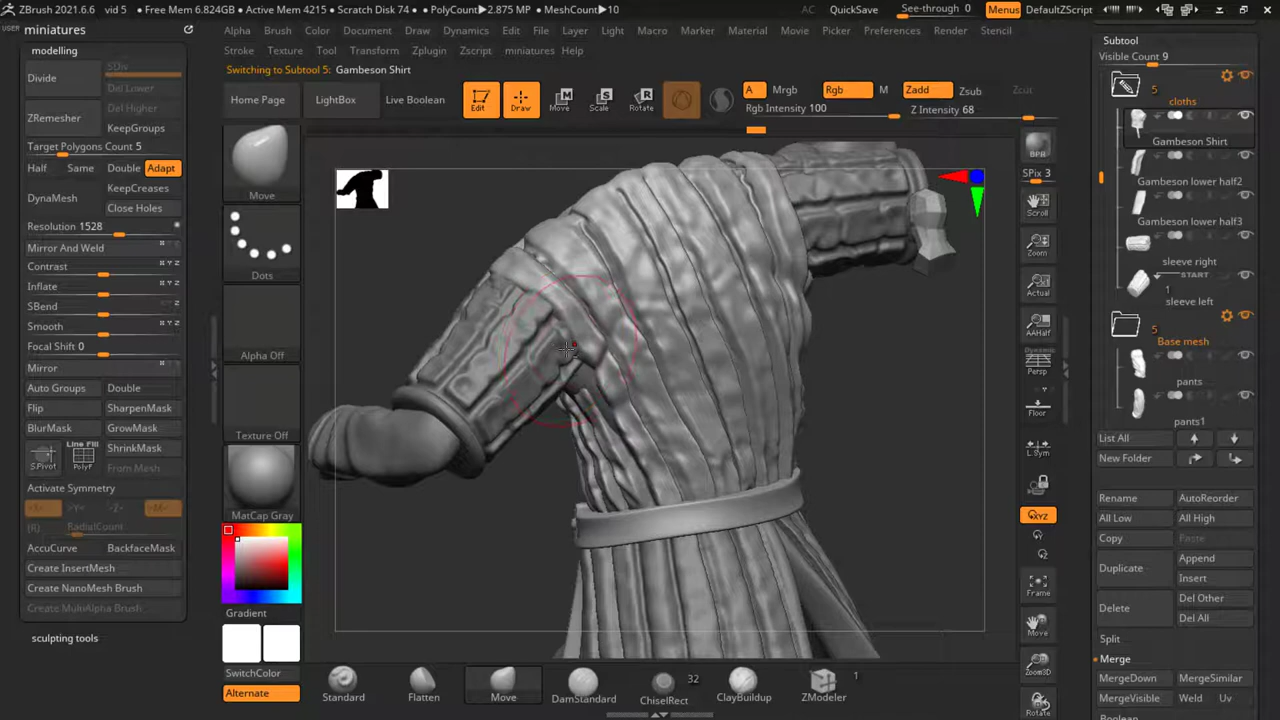 ZBrush 2021.6.6 vid 5 • Free Mem 6.824GB • Active Mem 4215 • Scratch Disk 74 • PolyCount▶2.875 MP • MeshCount▶10 AC QuickSave See-through 0 Menus DefaultZScript
USER miniatures Alpha Brush Color Document Draw Dynamics Edit File Layer Light Macro Marker Material Movie Picker Preferences Render Stencil
Stroke Texture Tool Transform Zplugin Zscript miniatures Help
Switching to Subtool 5: Gambeson Shirt
Home Page LightBox Live Boolean Edit Draw Move Scale Rotate A Mrgb Rgb M Zadd Zsub Zcut
Rgb Intensity 100 Z Intensity 68
modelling
Divide SDiv
Del Lower
ZRemesher Del Higher
KeepGroups
Target Polygons Count 5
Half Same Double Adapt
DynaMesh KeepCreases
Close Holes
Resolution 1528
Mirror And Weld
Contrast
Inflate
SBend
Smooth
Focal Shift 0
Mirror
Auto Groups Double
Flip SharpenMask
BlurMask GrowMask
S.Pivot Line Fill PolyF ShrinkMask
From Mesh
Activate Symmetry
>X< >Y< >Z< >M<
(R) RadialCount
AccuCurve BackfaceMask
Create InsertMesh
Create NanoMesh Brush
Create MultiAlpha Brush
sculpting tools
Move
Dots
Alpha Off
Texture Off
MatCap Gray
Gradient
SwitchColor
Alternate
Standard Flatten Move DamStandard ChiselRect 32 ClayBuildup ZModeler 1
BPR
SPix 3
Scroll
Zoom
Actual
AAHalf
Dynamic
Persp
Floor
L.Sym
XYZ
Frame
Move
Zoom3D
Rotate
Subtool
Visible Count 9
5
cloths
Gambeson Shirt
Gambeson lower half2
Gambeson lower half3
sleeve right
START
1
sleeve left
5
Base mesh
pants
pants1
List All
New Folder
Rename AutoReorder
All Low All High
Copy Paste
Duplicate Append
Insert
Delete Del Other
Del All
Split
Merge
MergeDown MergeSimilar
MergeVisible Weld Uv
Boolean